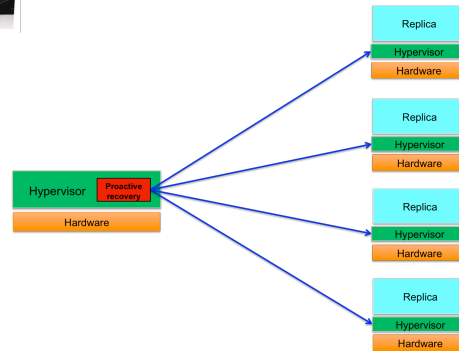 Replica
Hypervisor
Hardware
Replica
Hypervisor
Hardware
Hypervisor
Proactive
recovery
Hardware
Replica
Hypervisor
Hardware
Replica
Hypervisor
Hardware